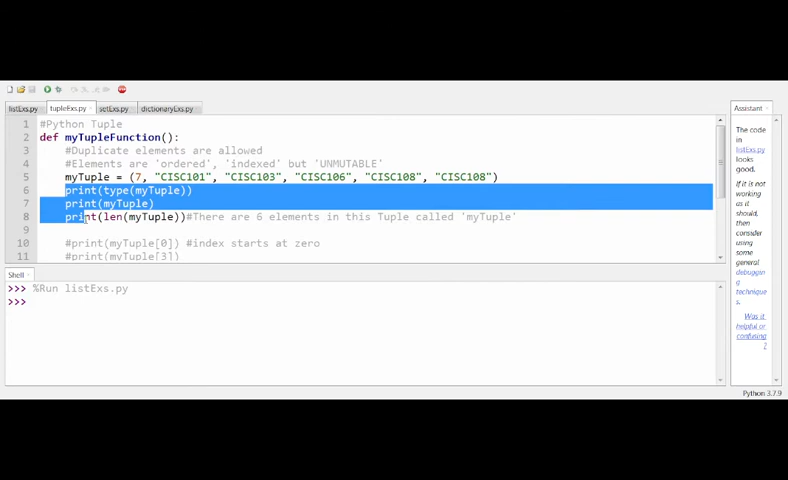 listExs.py
tupleExs.py
setExs.py
dictionaryExs.py
Assistant
1 #Python Tuple
2 def myTupleFunction():
3 #Duplicate elements are allowed
4 #Elements are 'ordered', 'indexed' but 'UNMUTABLE'
5 myTuple = (7, "CISC101", "CISC103", "CISC106", "CISC108", "CISC108")
6 print(type(myTuple))
7 print(myTuple)
8 print(len(myTuple))#There are 6 elements in this Tuple called 'myTuple'
9
10 #print(myTuple[0]) #index starts at zero
11 #print(myTuple[3])
Shell
>>> %Run listExs.py
>>>
The code
in
listExs.py
looks
good.
If it is not
working as
it should,
then
consider
using
some
general
debuggin
g
technique
s.
Was it
helpful or
confusing
?
Python 3.7.9